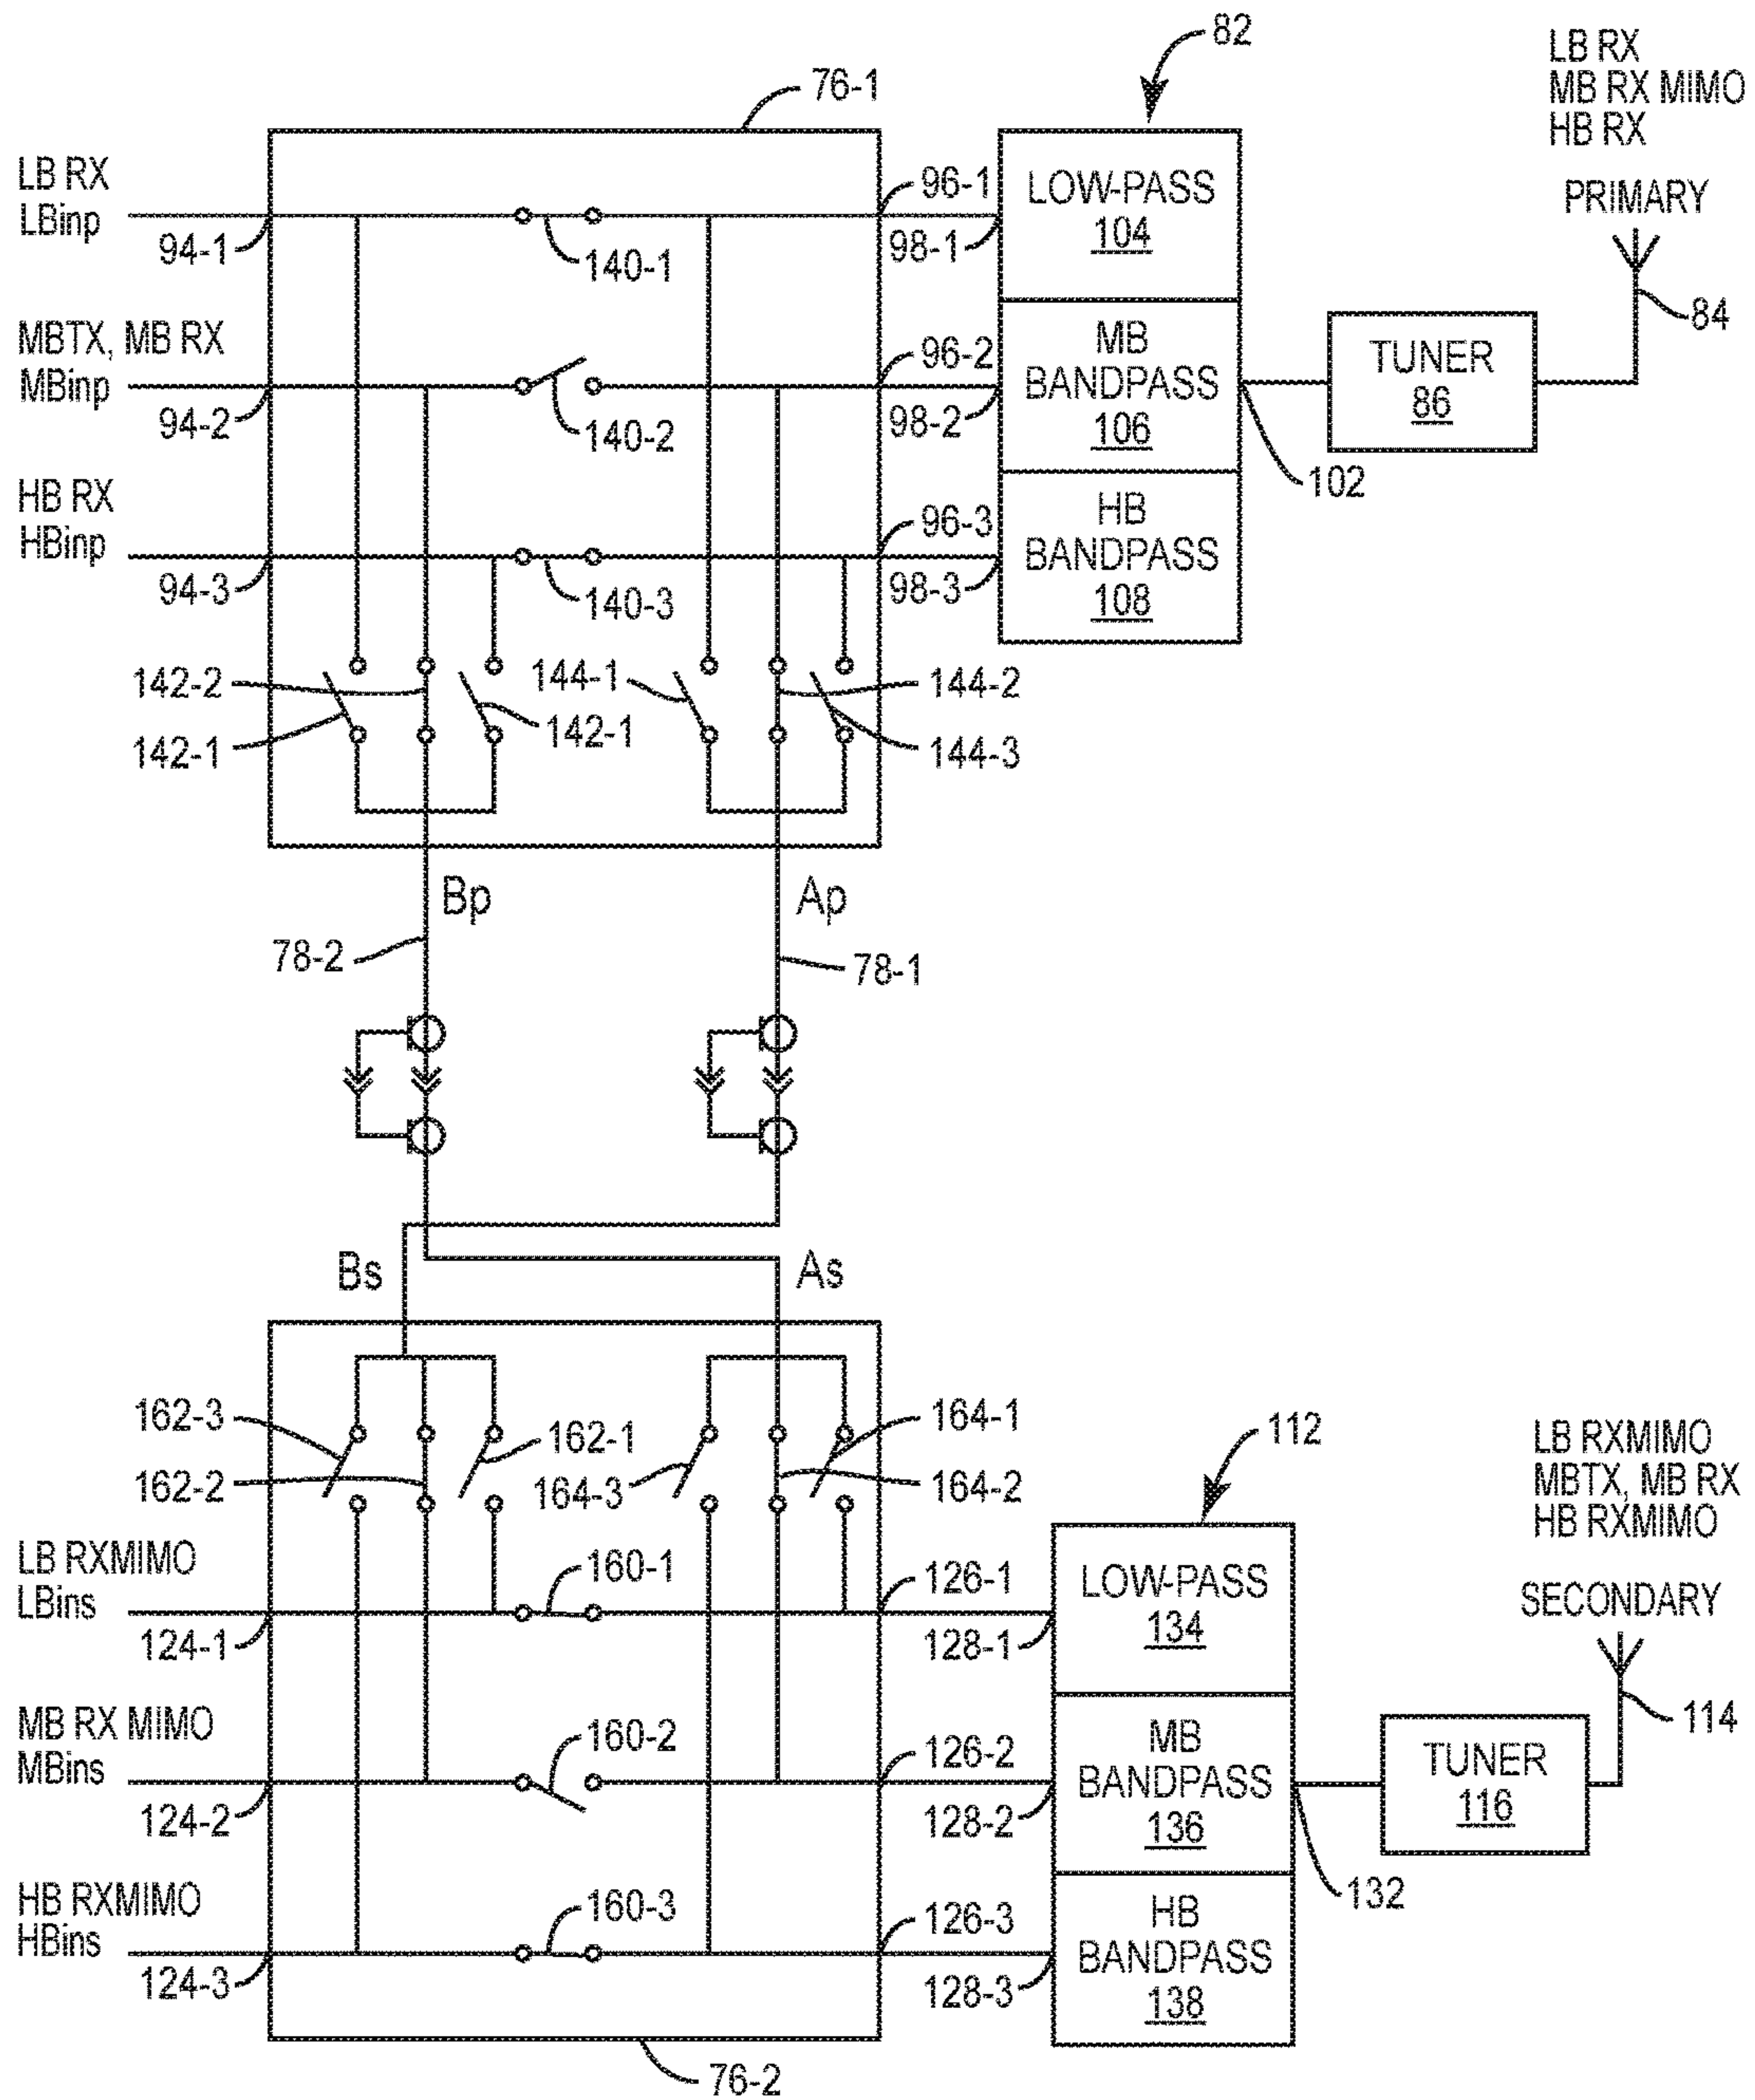 76-1
82
LB RX
MB RX MIMO
HB RX
PRIMARY
84
LB RX
LBinp
94-1
140-1
96-1
98-1
LOW-PASS
104
MBTX, MB RX
MBinp
94-2
140-2
96-2
98-2
MB
BANDPASS
106
TUNER
86
102
HB RX
HBinp
94-3
140-3
96-3
98-3
HB
BANDPASS
108
142-2
142-1
142-1
144-1
144-2
144-3
Bp
Ap
78-2
78-1
Bs
As
162-3
162-2
162-1
164-3
164-1
164-2
112
LB RXMIMO
MBTX, MB RX
HB RXMIMO
SECONDARY
114
LB RXMIMO
LBins
124-1
160-1
126-1
128-1
LOW-PASS
134
MB RX MIMO
MBins
124-2
160-2
126-2
128-2
MB
BANDPASS
136
TUNER
116
132
HB RXMIMO
HBins
124-3
160-3
126-3
128-3
HB
BANDPASS
138
76-2